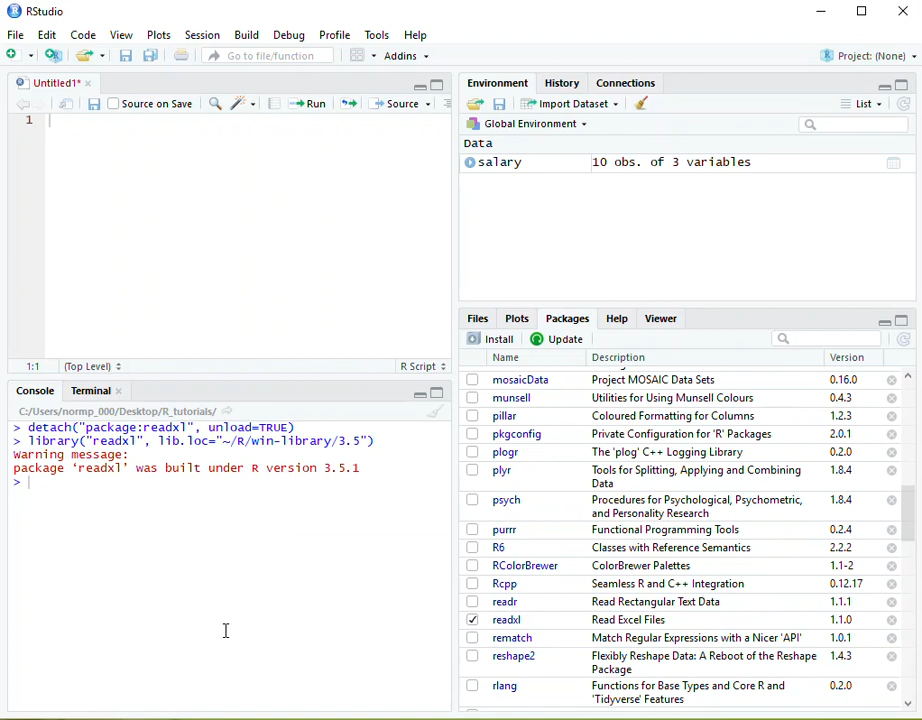 RStudio
File Edit Code View Plots Session Build Debug Profile Tools Help
Go to file/function Addins Project: (None)
Untitled1*
Source on Save Run Source
1
1:1 (Top Level) R Script
Console Terminal
C:/Users/normp_000/Desktop/R_tutorials/
> detach("package:readxl", unload=TRUE)
> library("readxl", lib.loc="~/R/win-library/3.5")
Warning message:
package ‘readxl’ was built under R version 3.5.1
>
Environment History Connections
Import Dataset List
Global Environment
Data
salary 10 obs. of 3 variables
Files Plots Packages Help Viewer
Install Update
Name Description Version
mosaicData Project MOSAIC Data Sets 0.16.0
munsell Utilities for Using Munsell Colours 0.4.3
pillar Coloured Formatting for Columns 1.2.3
pkgconfig Private Configuration for 'R' Packages 2.0.1
plogr The 'plog' C++ Logging Library 0.2.0
plyr Tools for Splitting, Applying and Combining 1.8.4
Data
psych Procedures for Psychological, Psychometric, 1.8.4
and Personality Research
purrr Functional Programming Tools 0.2.4
R6 Classes with Reference Semantics 2.2.2
RColorBrewer ColorBrewer Palettes 1.1-2
Rcpp Seamless R and C++ Integration 0.12.17
readr Read Rectangular Text Data 1.1.1
readxl Read Excel Files 1.1.0
rematch Match Regular Expressions with a Nicer 'API' 1.0.1
reshape2 Flexibly Reshape Data: A Reboot of the Reshape 1.4.3
Package
rlang Functions for Base Types and Core R and 0.2.0
'Tidyverse' Features